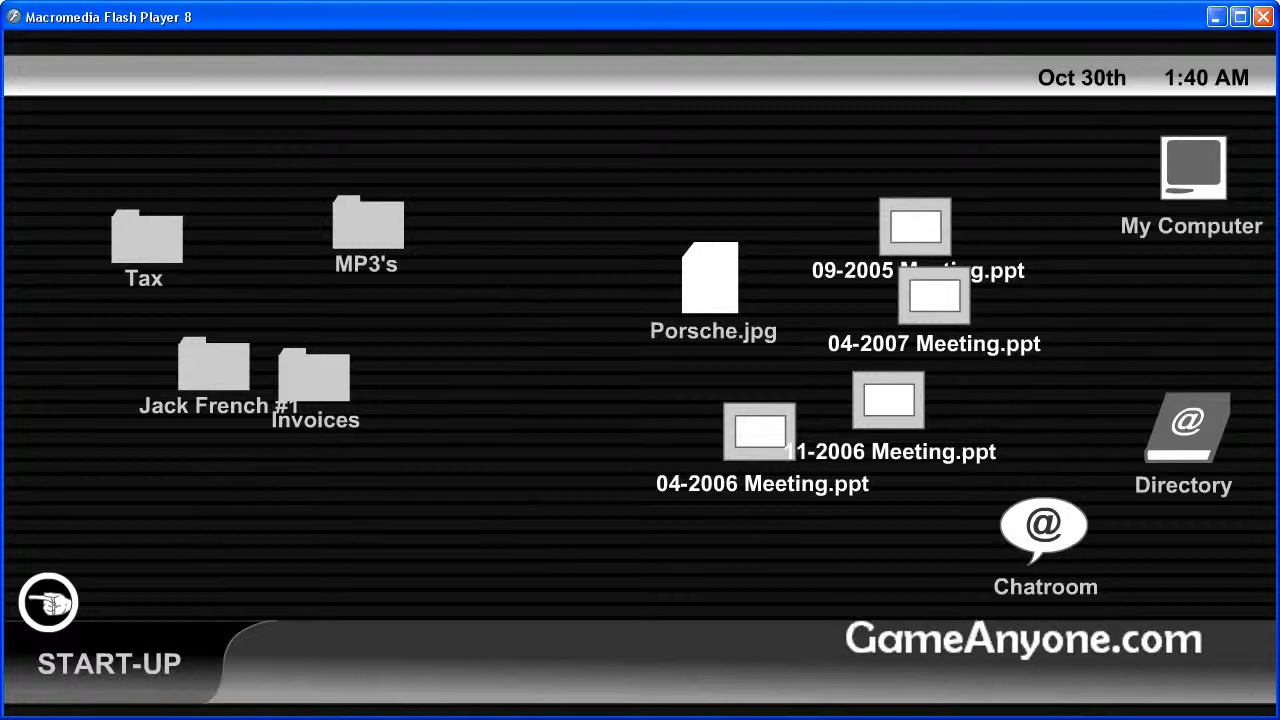 Macromedia Flash Player 8
Oct 30th 1:40 AM
My Computer
Tax
MP3's
09-2005 Meeting.ppt
Porsche.jpg
04-2007 Meeting.ppt
Jack French #1
Invoices
11-2006 Meeting.ppt
04-2006 Meeting.ppt
@
Directory
@
Chatroom
START-UP
GameAnyone.com